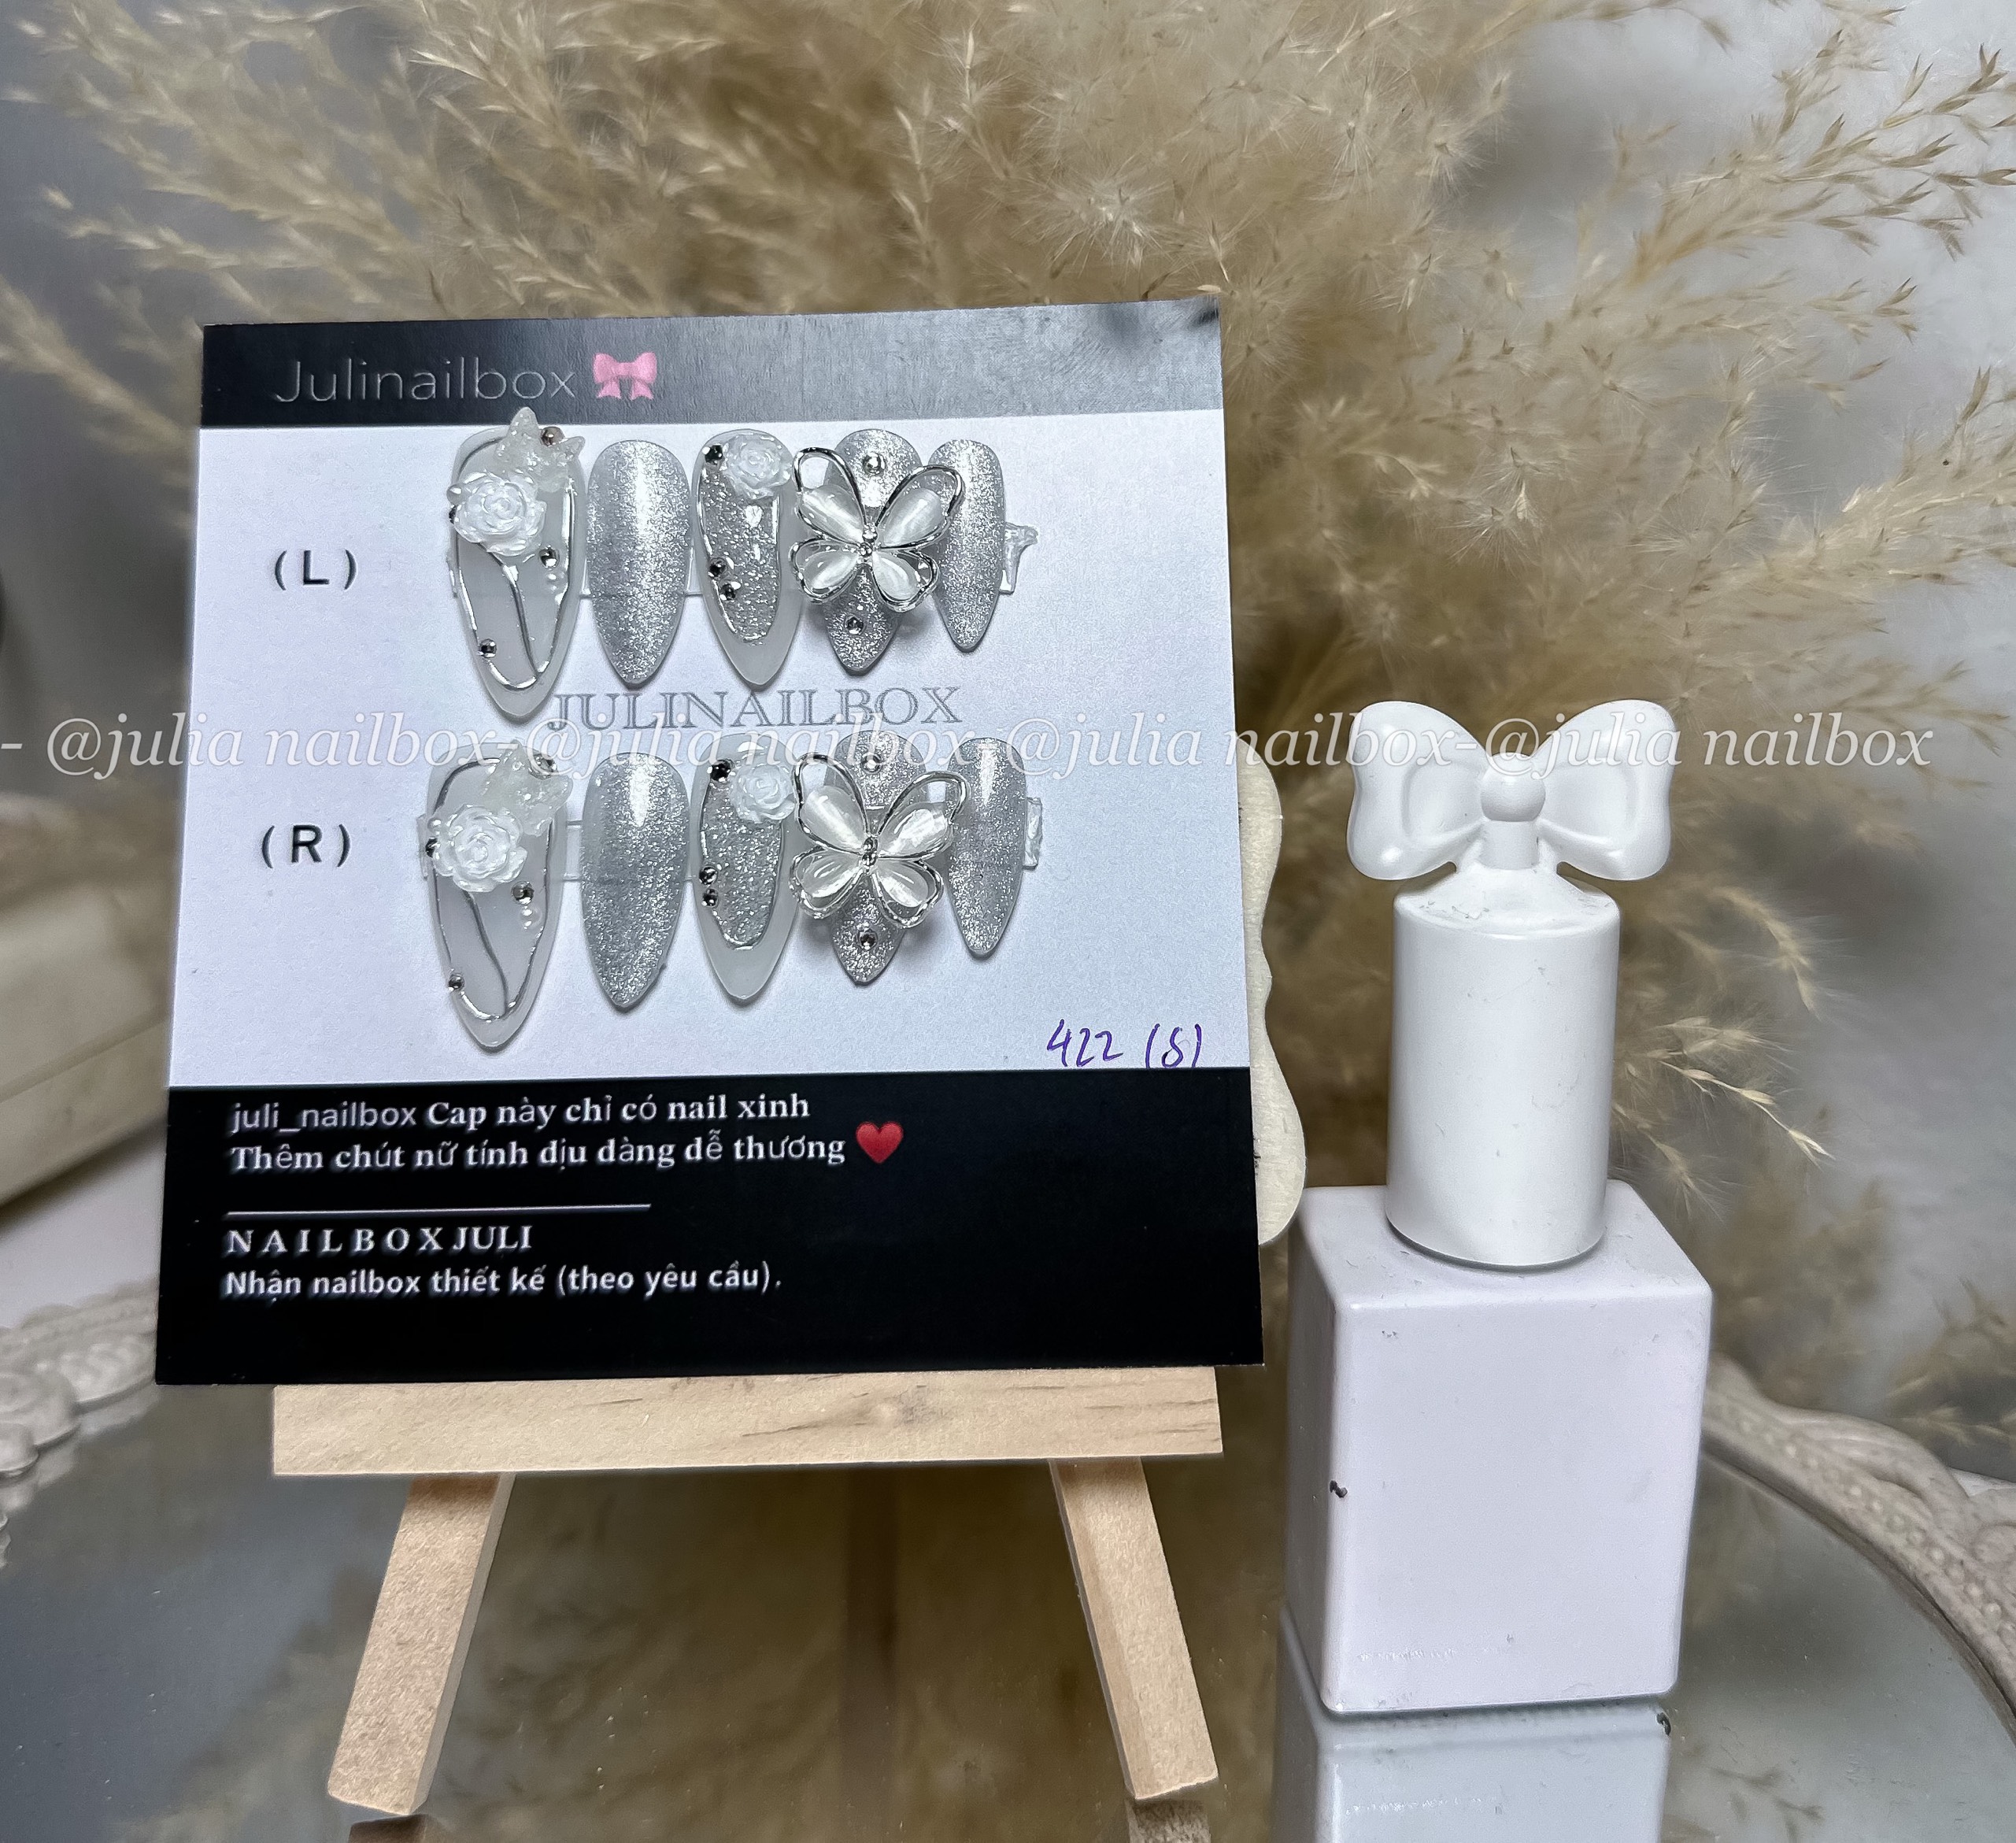 Julinailbox 🎀
(L)
JULINAILBOX
- @julia nailbox-@julia nailbox-@julia nailbox-@julia nailbox
(R)
422 (S)
juli_nailbox Cap này chỉ có nail xinh
Thêm chút nữ tính dịu dàng dễ thương ❤️
N A I L B O X JULI
Nhận nailbox thiết kế (theo yêu cầu).